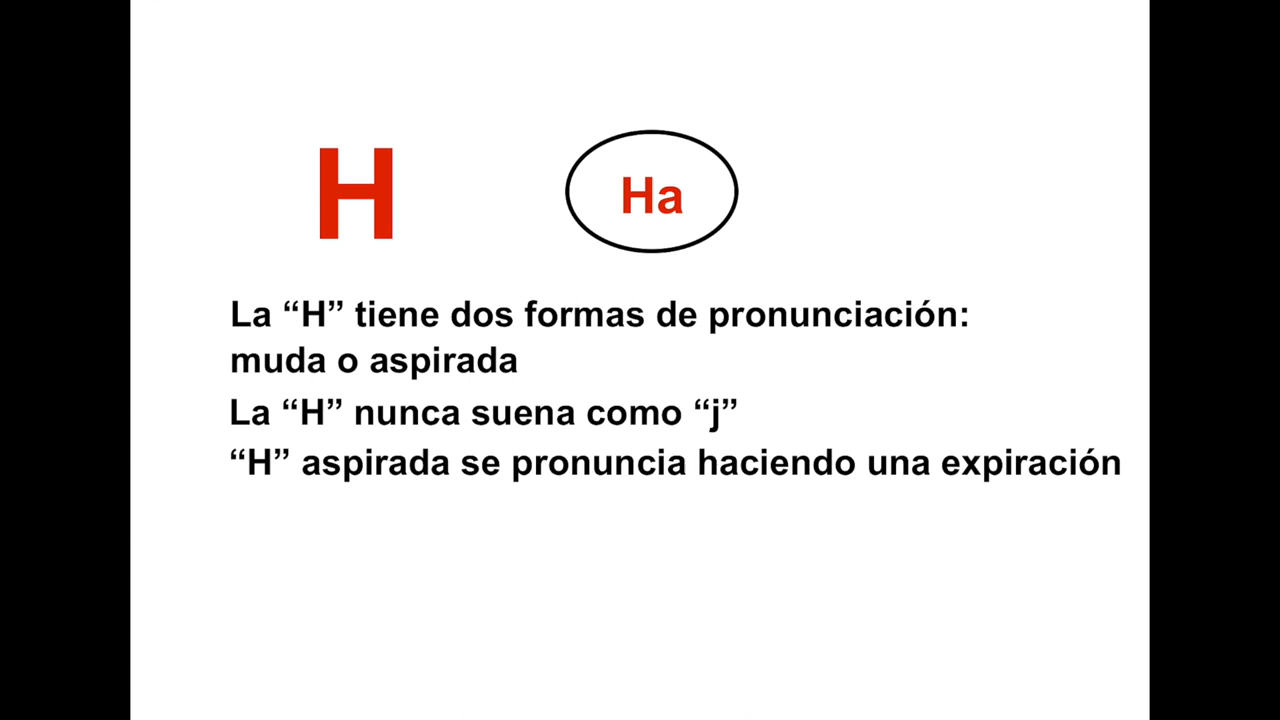 H
Ha
La “H” tiene dos formas de pronunciación:
muda o aspirada
La “H” nunca suena como “j”
“H” aspirada se pronuncia haciendo una expiración